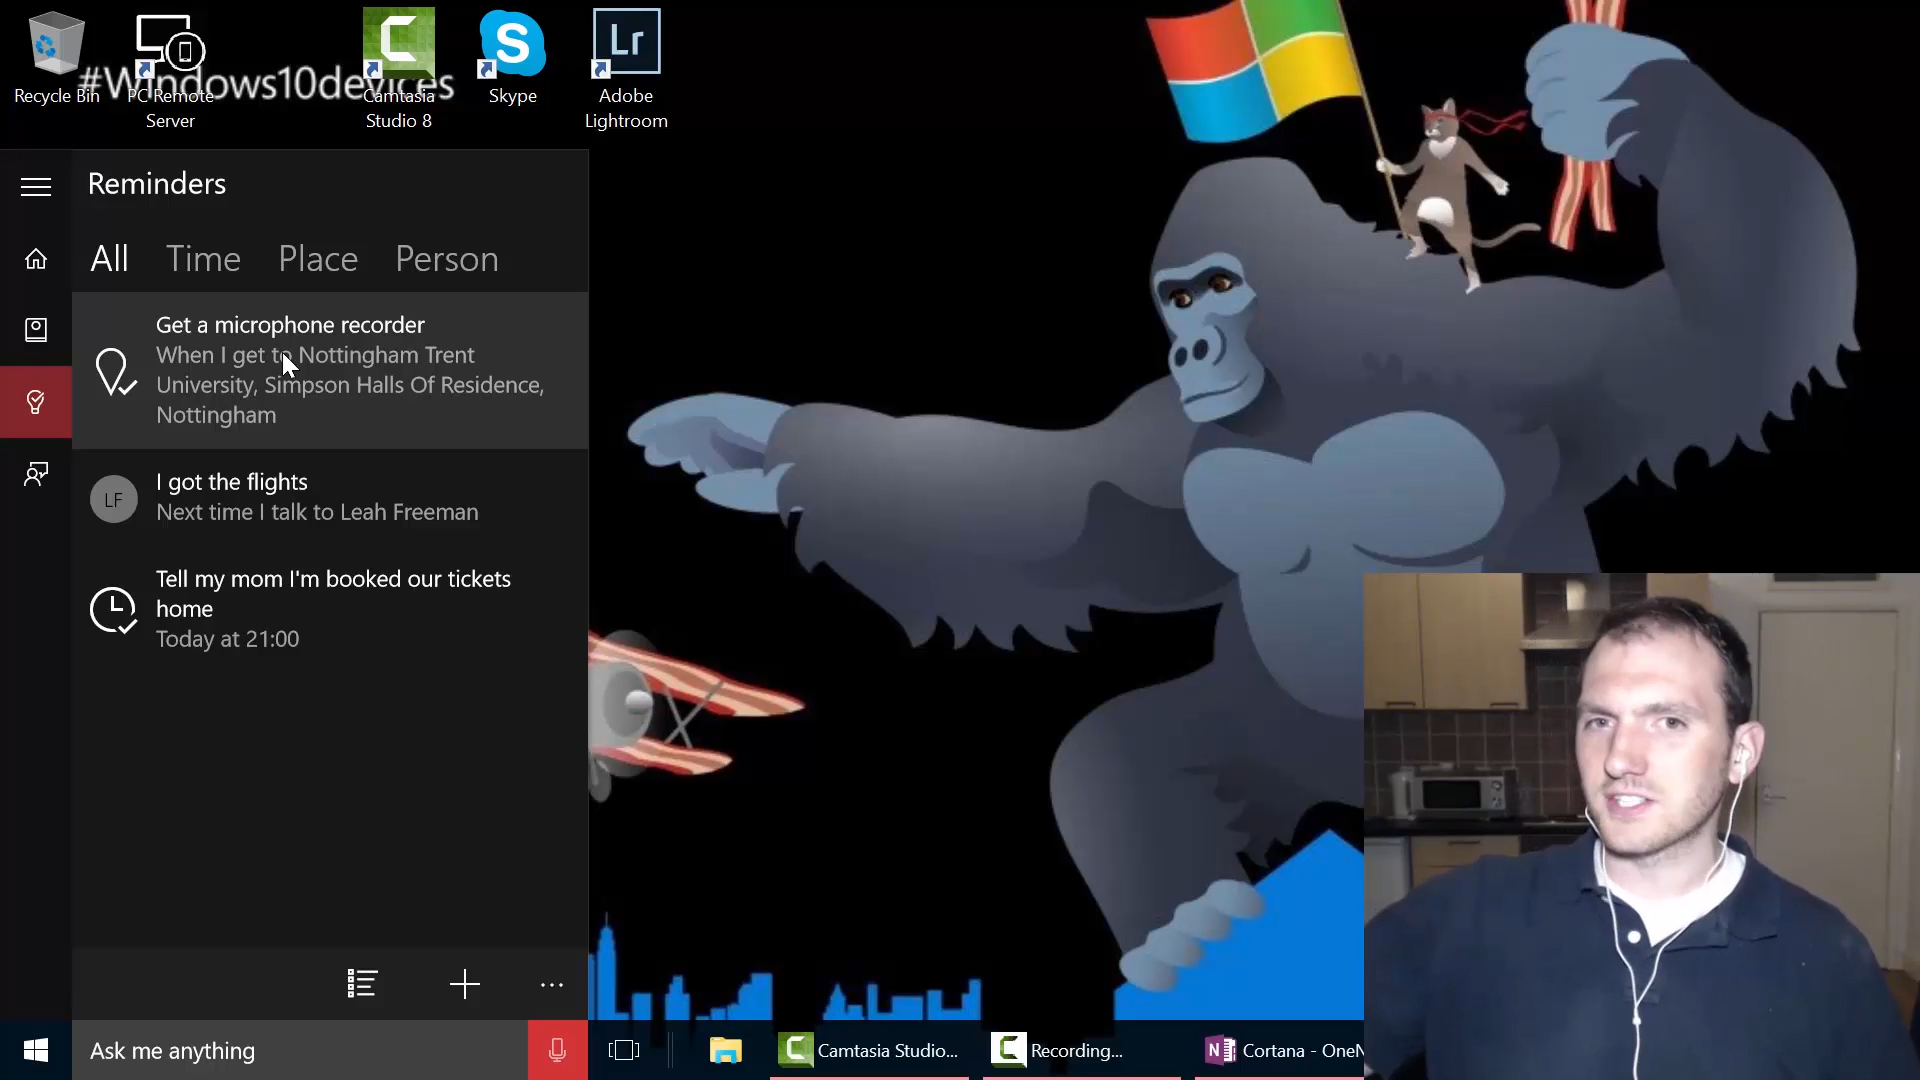 #Windows10devices
Recycle Bin
PC Remote
Server
Camtasia
Studio 8
Skype
Lr
Adobe
Lightroom
Reminders
All Time Place Person
Get a microphone recorder
When I get to Nottingham Trent
University, Simpson Halls Of Residence,
Nottingham
LF
I got the flights
Next time I talk to Leah Freeman
Tell my mom I'm booked our tickets
home
Today at 21:00
Ask me anything
Camtasia Studio...
Recording...
Cortana - OneN